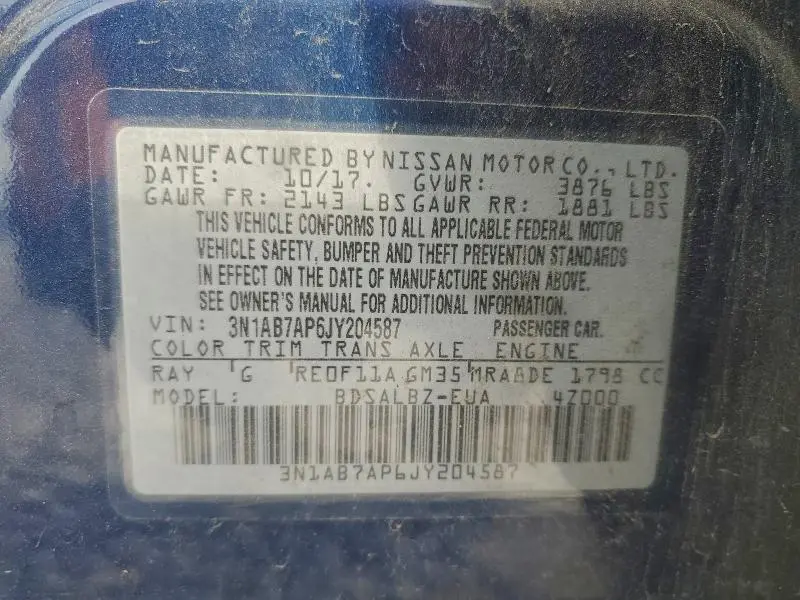 MANUFACTURED BY NISSAN MOTOR CO., LTD.
DATE: 10/17. GVWR: 3876 LBS
GAWR FR: 2143 LBS GAWR RR: 1881 LBS
THIS VEHICLE CONFORMS TO ALL APPLICABLE FEDERAL MOTOR
VEHICLE SAFETY, BUMPER AND THEFT PREVENTION STANDARDS
IN EFFECT ON THE DATE OF MANUFACTURE SHOWN ABOVE.
SEE OWNER'S MANUAL FOR ADDITIONAL INFORMATION.
VIN: 3N1AB7AP6JY204587 PASSENGER CAR.
COLOR TRIM TRANS AXLE ENGINE
RAY G RE0F11A GM35 MRA8DE 1798 CC
MODEL: BDSALBZ-EUA 4Z000
3N1AB7AP6JY204587